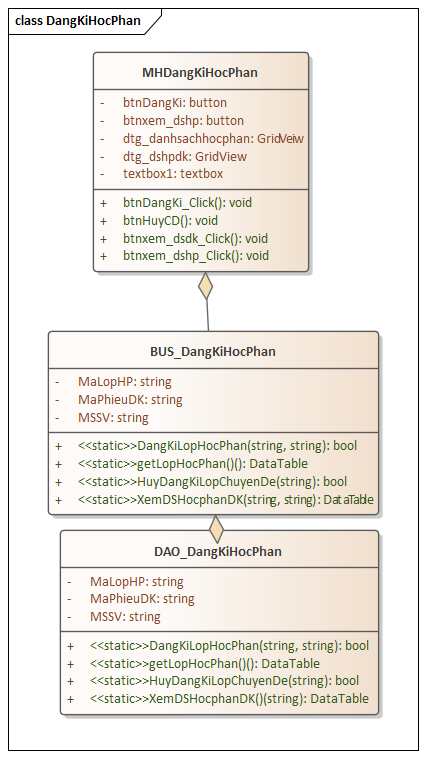 class DangKiHocPhan
MHDangKiHocPhan
- btnDangKi: button
- btnxem_dshp: button
- dtg_danhsachhocphan: GridVeiw
- dtg_dshpdk: GridView
- textbox1: textbox
+ btnDangKi_Click(): void
+ btnHuyCD(): void
+ btnxem_dsdk_Click(): void
+ btnxem_dshp_Click(): void
BUS_DangKiHocPhan
- MaLopHP: string
- MaPhieuDK: string
- MSSV: string
+ <<static>>DangKiLopHocPhan(string, string): bool
+ <<static>>getLopHocPhan()(): DataTable
+ <<static>>HuyDangKiLopChuyenDe(string): bool
+ <<static>>XemDSHocphanDK(string, string): DataTable
DAO_DangKiHocPhan
- MaLopHP: string
- MaPhieuDK: string
- MSSV: string
+ <<static>>DangKiLopHocPhan(string, string): bool
+ <<static>>getLopHocPhan()(): DataTable
+ <<static>>HuyDangKiLopChuyenDe(string): bool
+ <<static>>XemDSHocphanDK()(string): DataTable